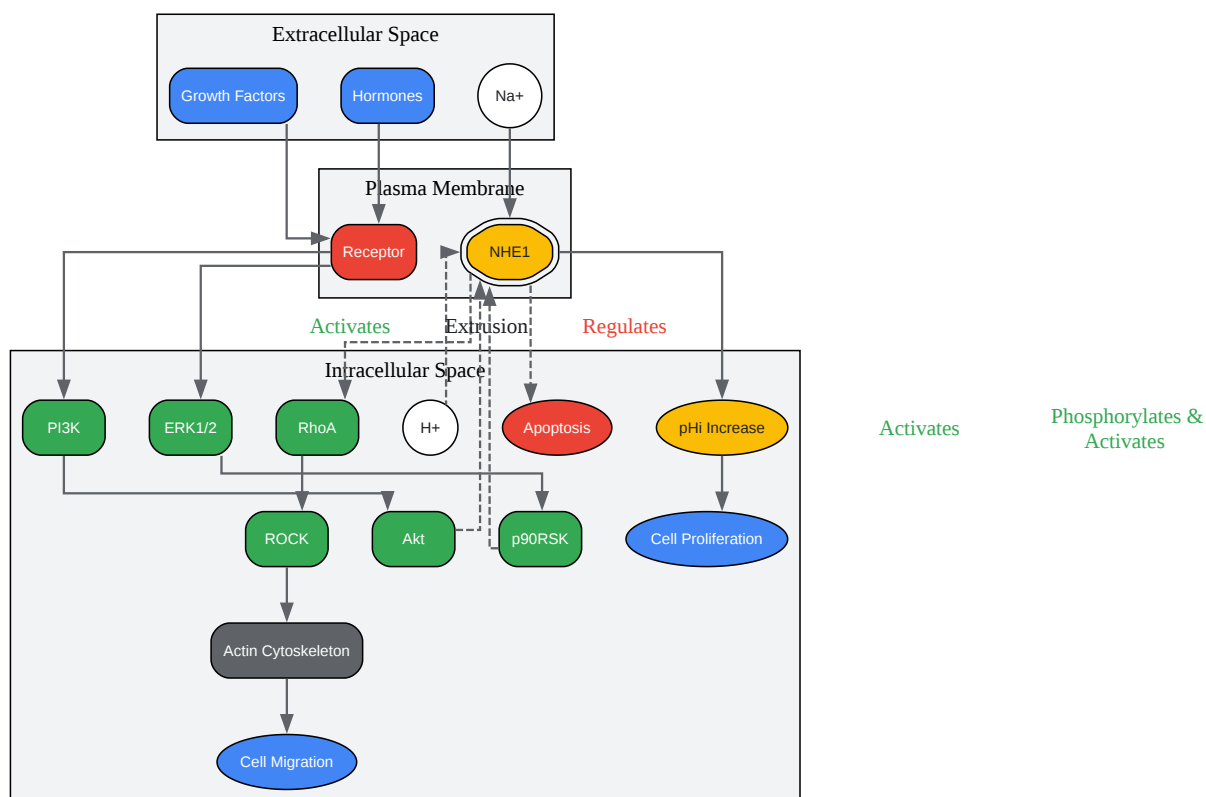 Extracellular Space
Growth Factors
Hormones
Na+
Plasma Membrane
Receptor
NHE1
Activates
Extrusion
Regulates
Intracellular Space
PI3K
ERK1/2
RhoA
H+
Apoptosis
pHi Increase
Activates
Phosphorylates &
Activates
ROCK
Akt
p90RSK
Cell Proliferation
Actin Cytoskeleton
Cell Migration